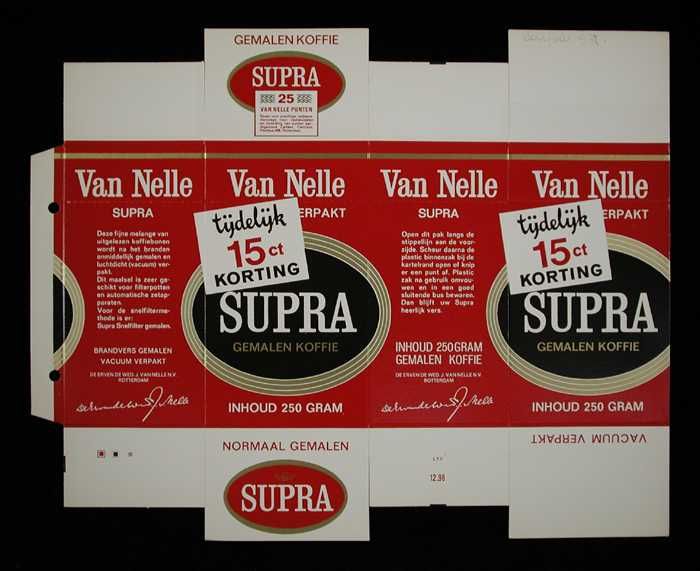 GEMALEN KOFFIE
SUPRA
25
VAN NELLE PUNTEN
Van Nelle
SUPRA
Deze fijne melange van
uitgelezen koffiebonen
wordt na het branden
onmiddellijk gemalen en
luchtdicht (vacuum) ver-
pakt.
Dit maalsel is zeer ge-
schikt voor filterpotten
en automatische zetap-
paraten.
Voor de snelfiltermе-
thode is er:
Supra Snelfilter gemalen.
BRANDVERS GEMALEN
VACUUM VERPAKT
DE ERVEN DE WED. J. VAN NELLE N.V.
ROTTERDAM
Van Nelle
ERPAKT
tijdelijk
15 ct
KORTING
SUPRA
GEMALEN KOFFIE
INHOUD 250 GRAM
Van Nelle
SUPRA
Open dit pak langs de
stippellijn aan de voor-
zijde. Scheur daarna de
plastic binnenzak bij de
kartelrand open of knip
er een punt af. Plastic
zak na gebruik omvou-
wen en in een goed
sluitende bus bewaren.
Dan blijft uw Supra
heerlijk vers.
INHOUD 250 GRAM
GEMALEN KOFFIE
DE ERVEN DE WED. J. VAN NELLE N.V.
ROTTERDAM
Van Nelle
ERPAKT
tijdelijk
15 ct
KORTING
SUPRA
GEMALEN KOFFIE
INHOUD 250 GRAM
NORMAAL GEMALEN
SUPRA
12.96
VACUUM VERPAKT